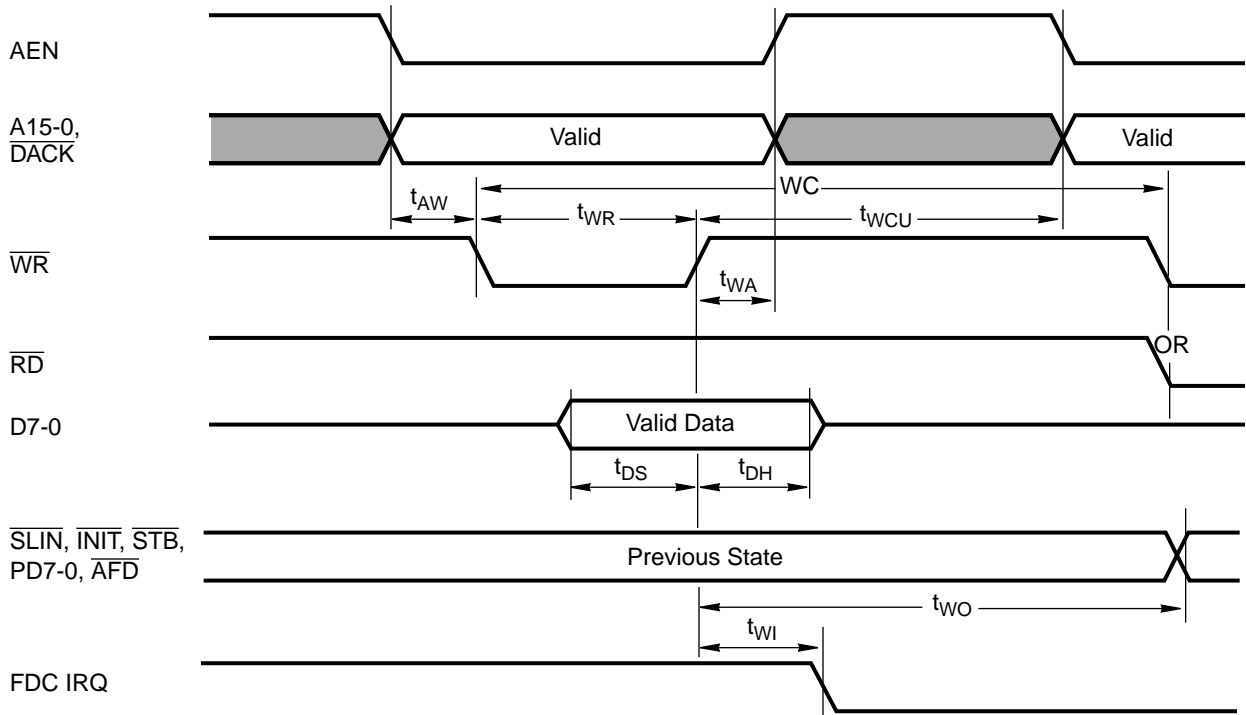 AEN
A15-0,
DACK
Valid
Valid
WC
tAW
tWR
tWCU
WR
tWA
RD
OR
D7-0
Valid Data
tDS
tDH
SLIN, INIT, STB,
PD7-0, AFD
Previous State
tWO
tWI
FDC IRQ